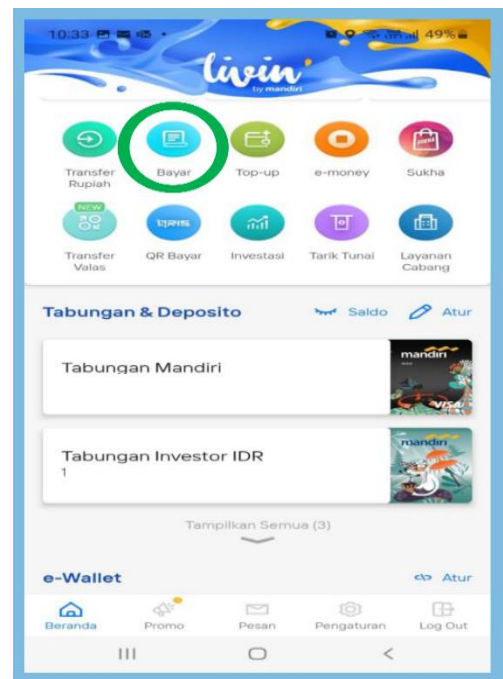 10:33
49%
livin'
by mandiri
Transfer Rupiah
Bayar
Top-up
e-money
SUKHA
Sukha
NEW
QRIS
Transfer Valas
QR Bayar
Investasi
Tarik Tunai
Layanan Cabang
Tabungan & Deposito
Saldo
Atur
Tabungan Mandiri
mandiri
VISA
Tabungan Investor IDR
1
mandiri
Tampilkan Semua (3)
e-Wallet
Atur
Beranda
Promo
Pesan
Pengaturan
Log Out